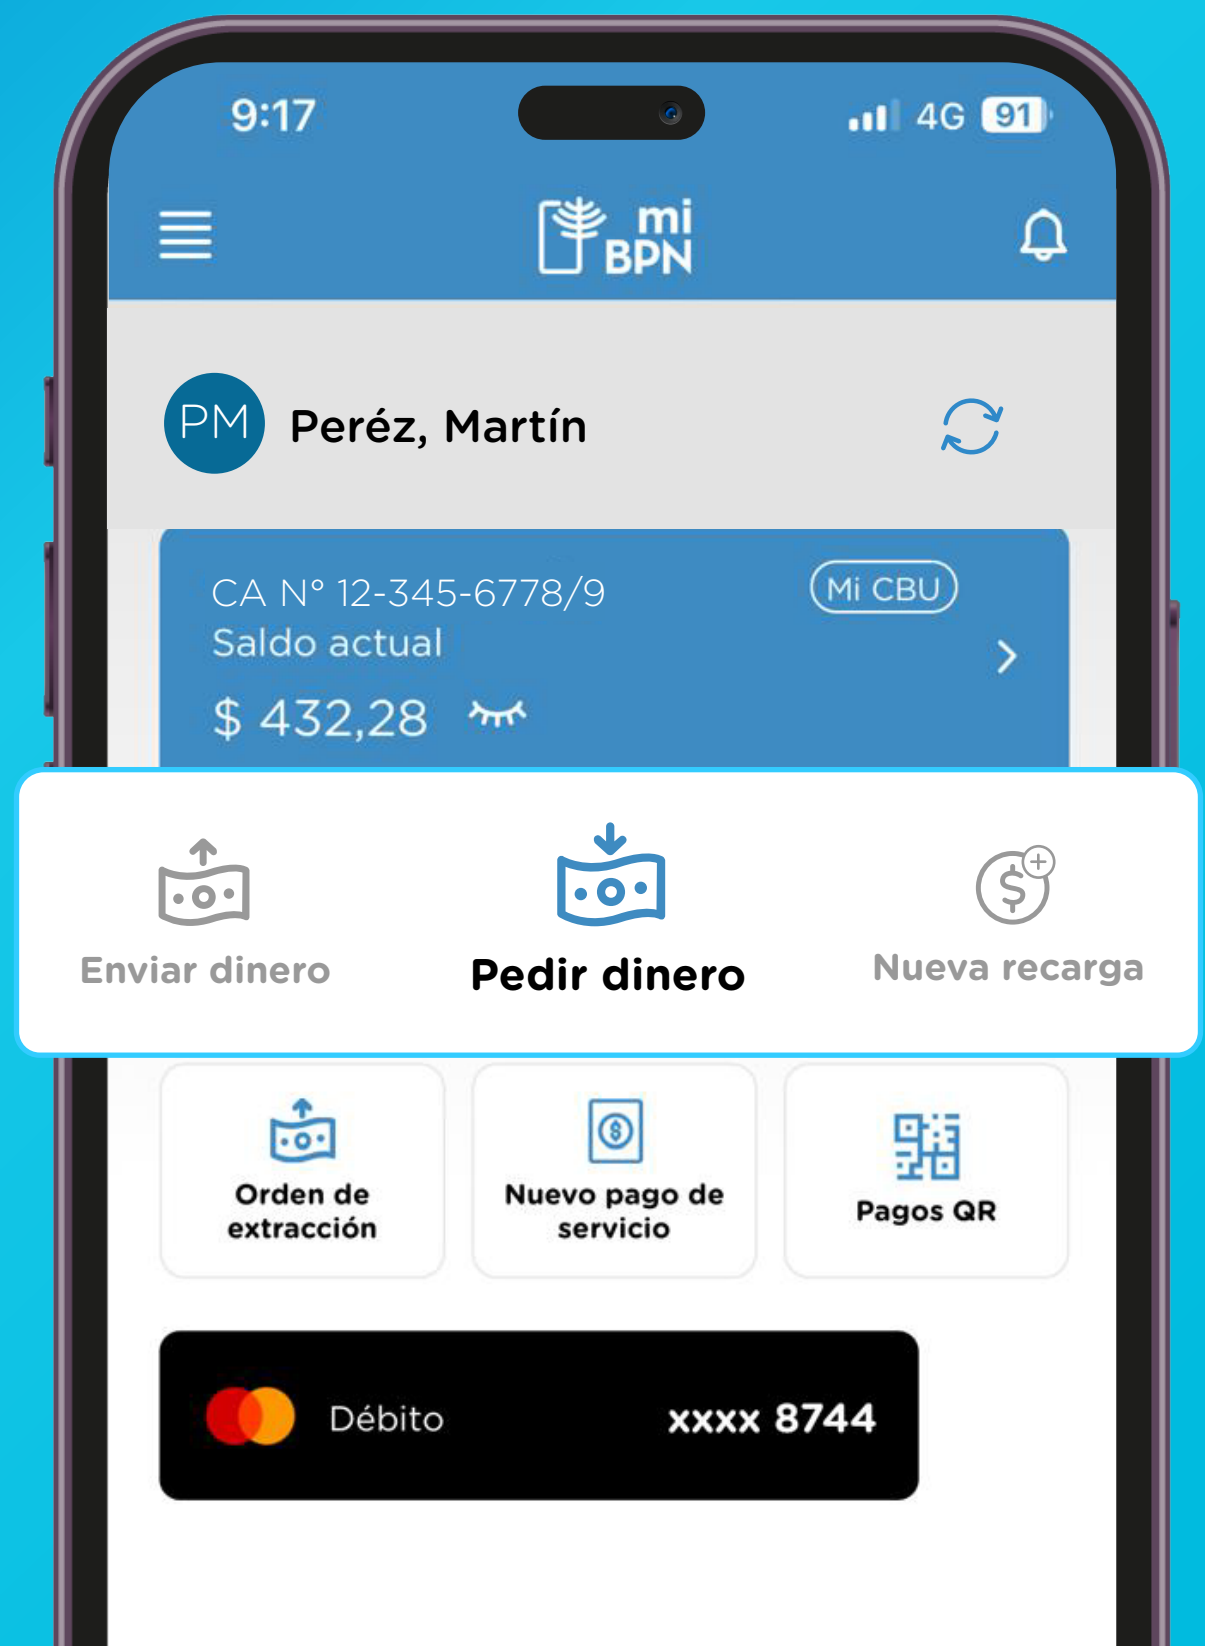 9:17
4G 91
mi
BPN
PM
Peréz, Martín
CA N° 12-345-6778/9
Mi CBU
Saldo actual
$ 432,28
Enviar dinero
Pedir dinero
Nueva recarga
Orden de
extracción
Nuevo pago de
servicio
Pagos QR
Débito
xxxx 8744